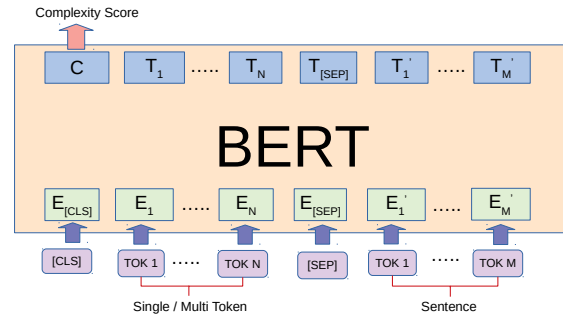 Complexity Score
C T1 ..... TN T[SEP] T1' ..... TM'
BERT
E[CLS] E1 ..... EN E[SEP] E1' ..... EM'
[CLS] TOK 1 ..... TOK N [SEP] TOK 1 ..... TOK M
Single / Multi Token Sentence